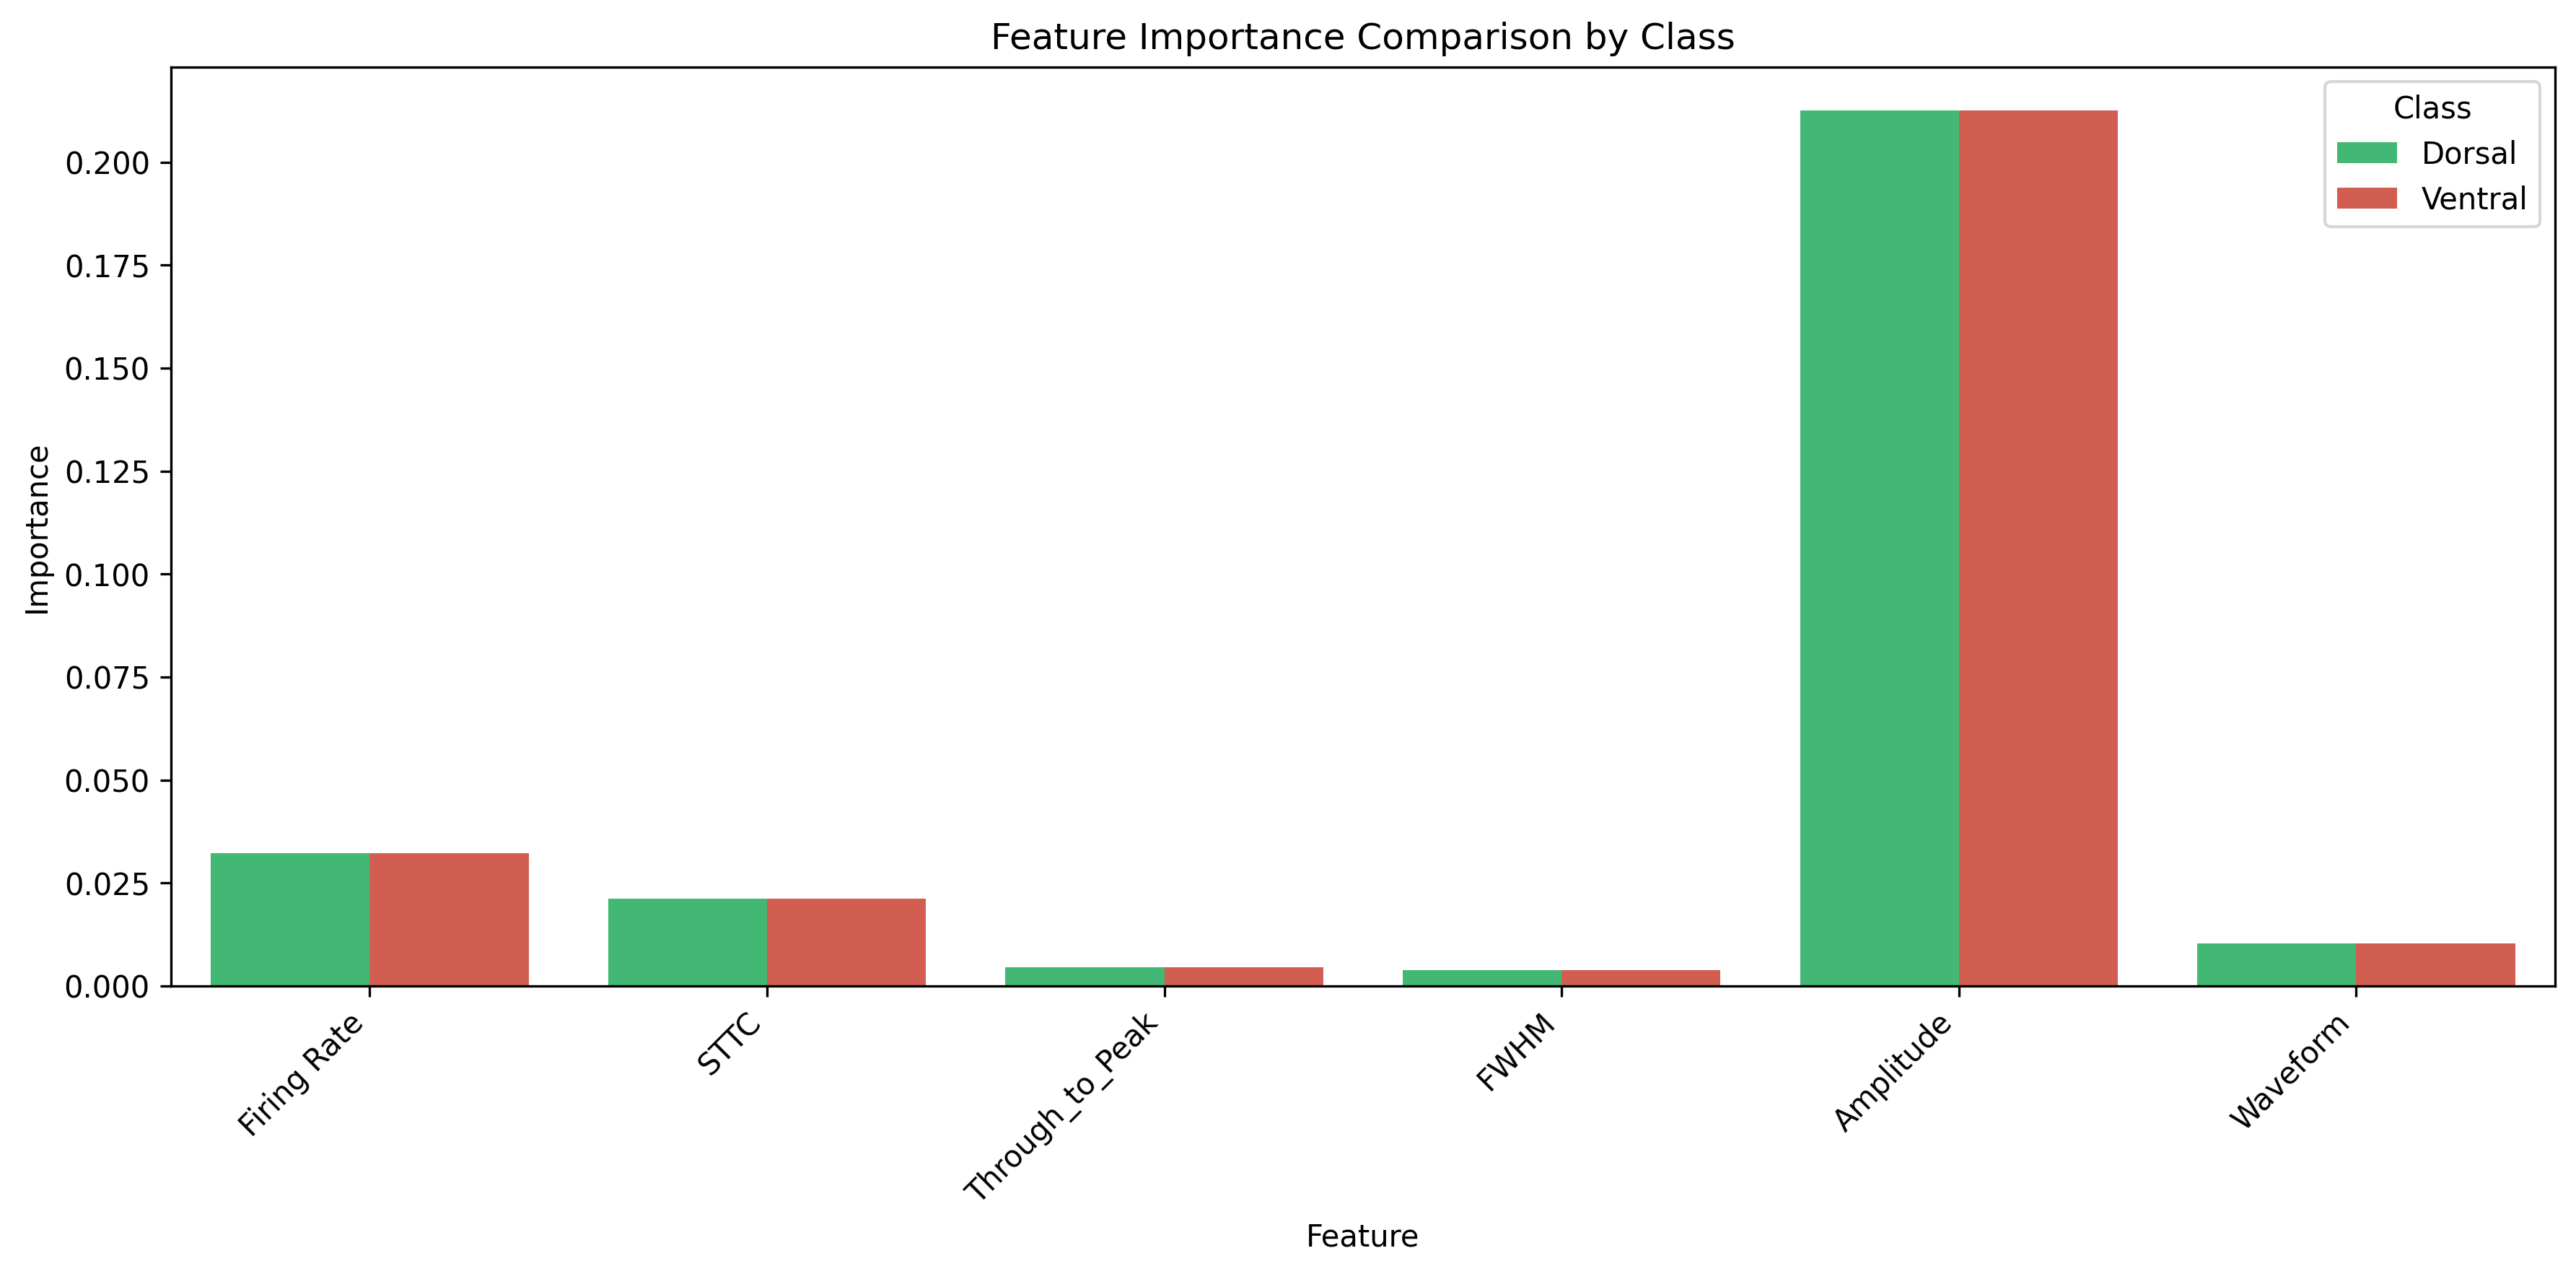 Feature Importance Comparison by Class
Class
Dorsal
Ventral
Importance
0.200
0.175
0.150
0.125
0.100
0.075
0.050
0.025
0.000
Firing Rate
STTC
Through_to_Peak
FWHM
Amplitude
Waveform
Feature